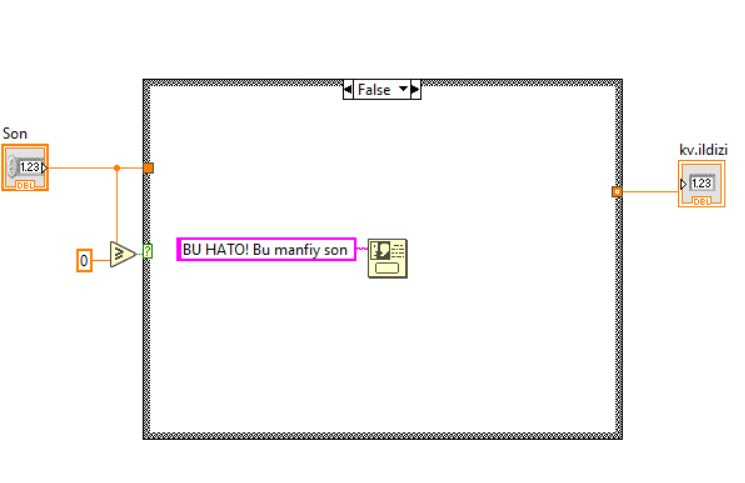 False
Son
1.23
DBL
kv.ildizi
1.23
DBL
0
≥
?
BU HATO! Bu manfiy son